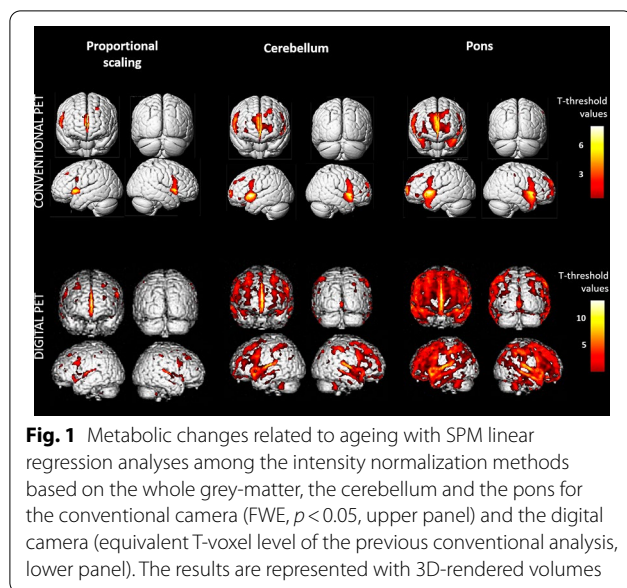 Proportional scaling
Cerebellum
Pons
CONVENTIONAL PET
T-threshold values
6
3
DIGITAL PET
T-threshold values
10
5
Fig. 1 Metabolic changes related to ageing with SPM linear
regression analyses among the intensity normalization methods
based on the whole grey-matter, the cerebellum and the pons for
the conventional camera (FWE, p < 0.05, upper panel) and the digital
camera (equivalent T-voxel level of the previous conventional analysis,
lower panel). The results are represented with 3D-rendered volumes